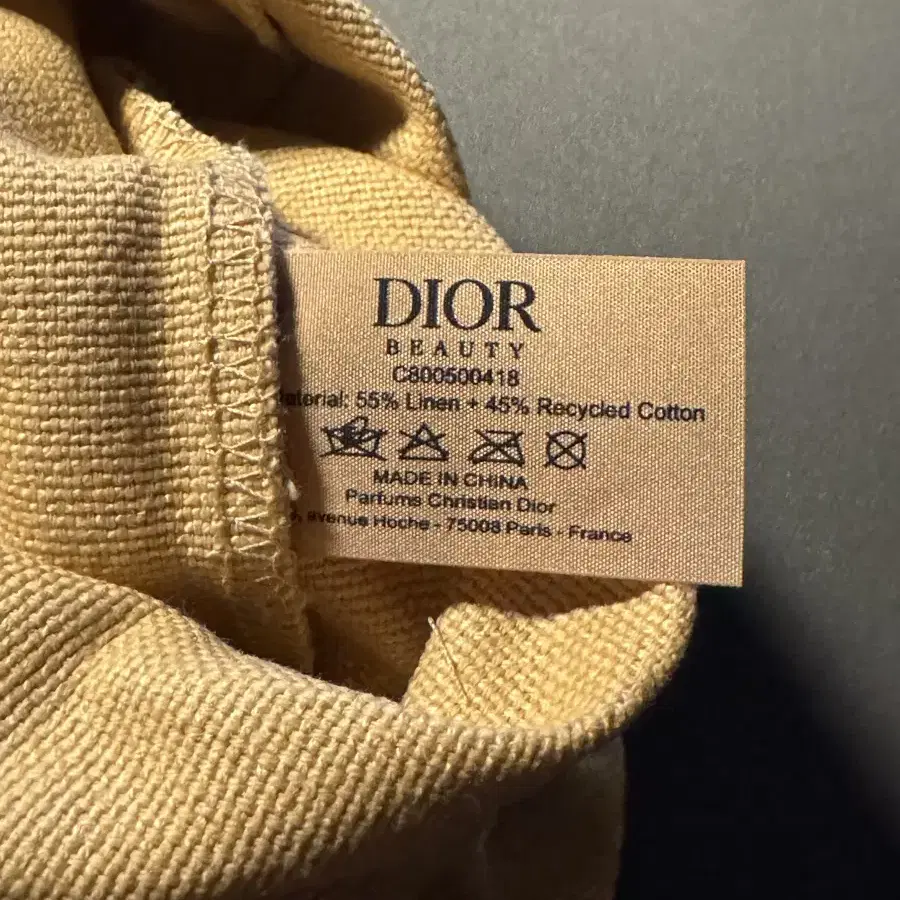 DIOR
BEAUTY
C800500418
Material: 55% Linen + 45% Recycled Cotton
MADE IN CHINA
Parfums Christian Dior
avenue Hoche - 75008 Paris - France